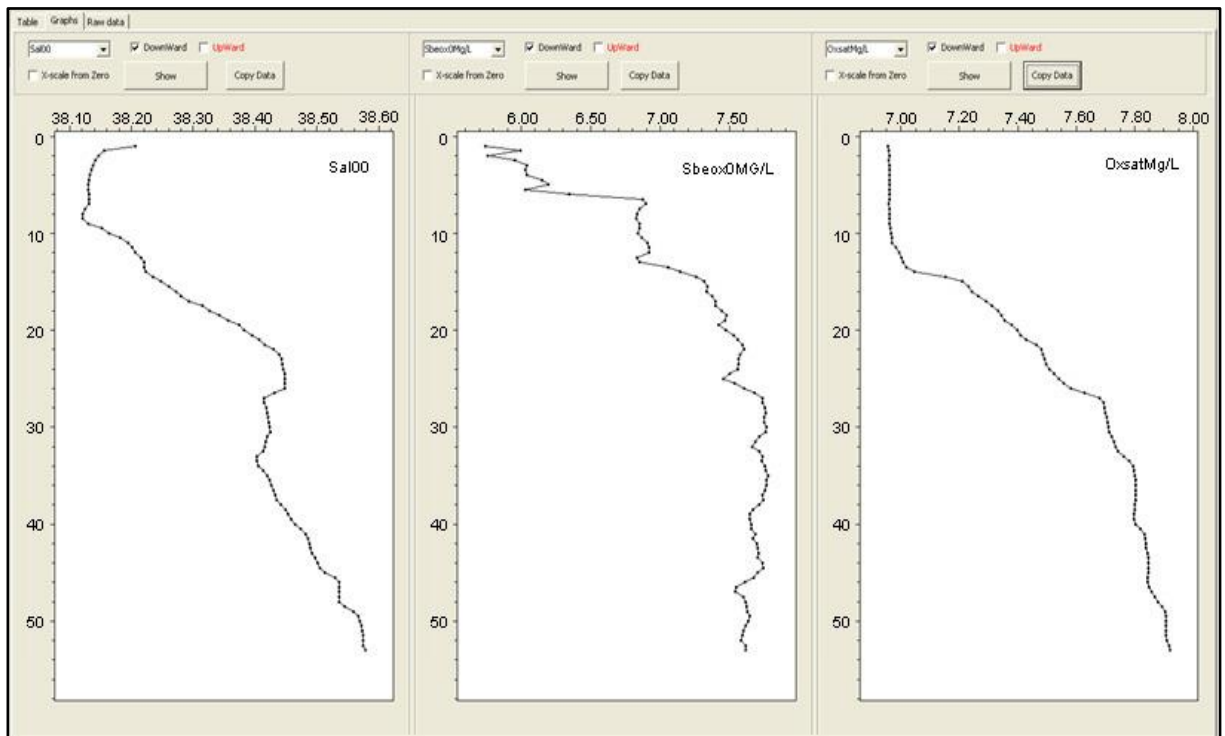 Table Graphs Raw data
Sal00 DownWard UpWard
X-scale from Zero Show Copy Data
Sbeox0Mg/L DownWard UpWard
X-scale from Zero Show Copy Data
OxsatMg/L DownWard UpWard
X-scale from Zero Show Copy Data
38.10 38.20 38.30 38.40 38.50 38.60
0
Sal00
10
20
30
40
50
6.00 6.50 7.00 7.50
0
Sbeox0MG/L
10
20
30
40
50
7.00 7.20 7.40 7.60 7.80 8.00
0
OxsatMg/L
10
20
30
40
50